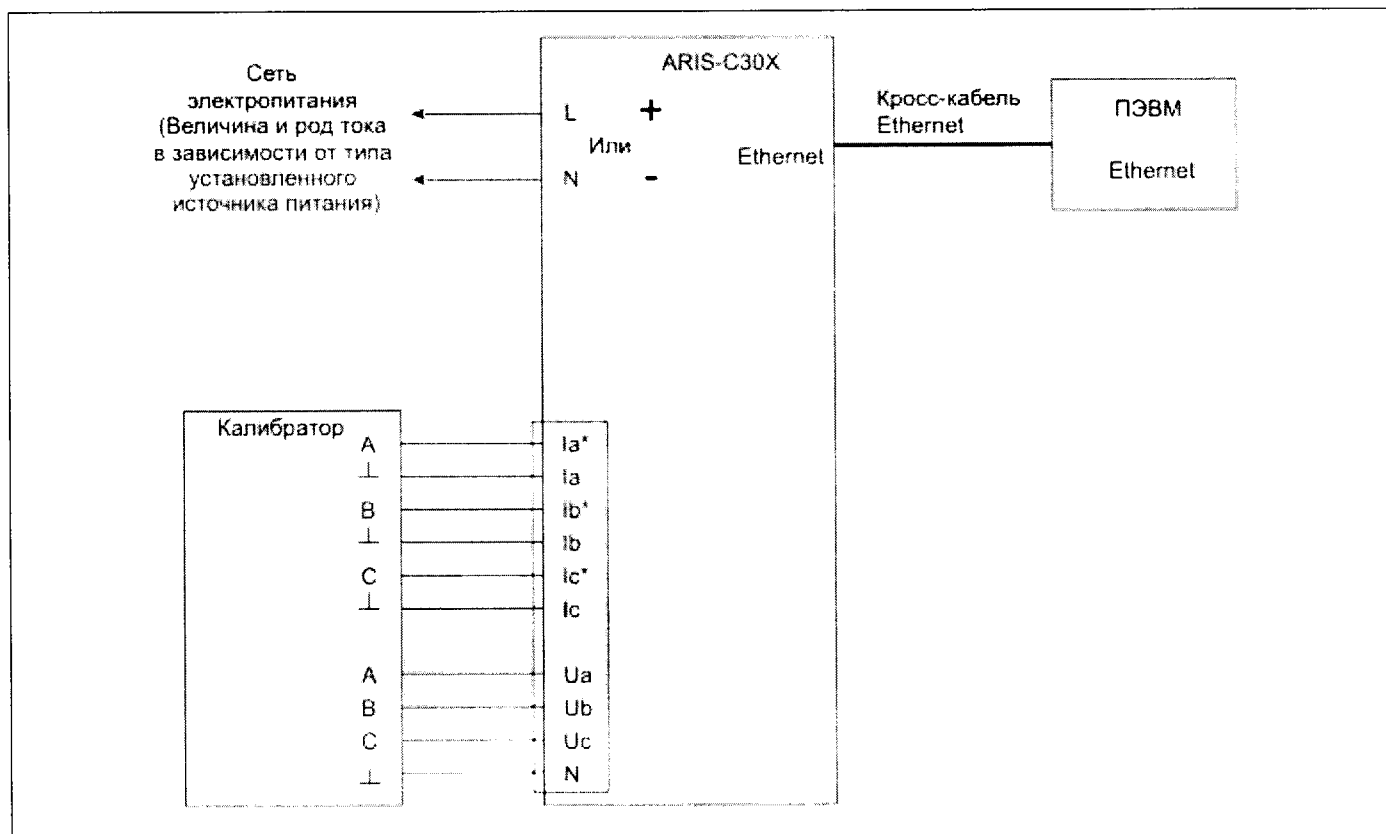 ARIS-C30X
Сеть
электропитания
(Величина и род тока
в зависимости от типа
установленного
источника питания)
L +
Или
N -
Ethernet
Кросс-кабель
Ethernet
ПЭВМ
Ethernet
Калибратор
A
⊥
B
⊥
C
⊥
A
B
C
⊥
Ia*
Ia
Ib*
Ib
Ic*
Ic
Ua
Ub
Uc
N